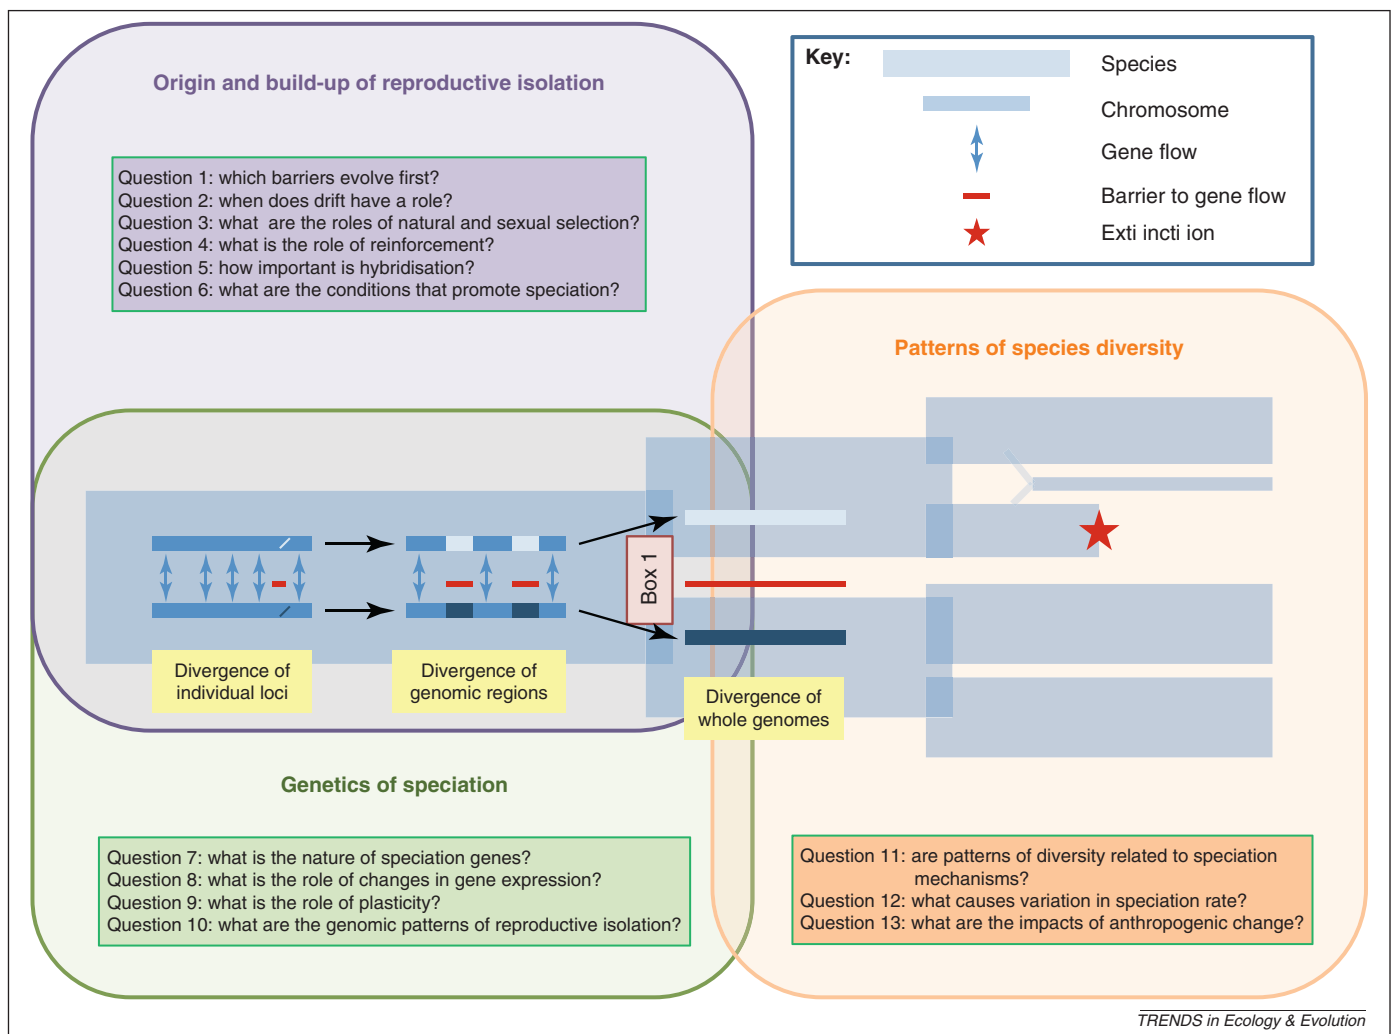 Origin and build-up of reproductive isolation
Question 1: which barriers evolve first?
Question 2: when does drift have a role?
Question 3: what are the roles of natural and sexual selection?
Question 4: what is the role of reinforcement?
Question 5: how important is hybridisation?
Question 6: what are the conditions that promote speciation?
Key:
Species
Chromosome
Gene flow
Barrier to gene flow
Exti incti ion
Patterns of species diversity
Box 1
Divergence of
individual loci
Divergence of
genomic regions
Divergence of
whole genomes
Genetics of speciation
Question 7: what is the nature of speciation genes?
Question 8: what is the role of changes in gene expression?
Question 9: what is the role of plasticity?
Question 10: what are the genomic patterns of reproductive isolation?
Question 11: are patterns of diversity related to speciation
mechanisms?
Question 12: what causes variation in speciation rate?
Question 13: what are the impacts of anthropogenic change?
TRENDS in Ecology & Evolution